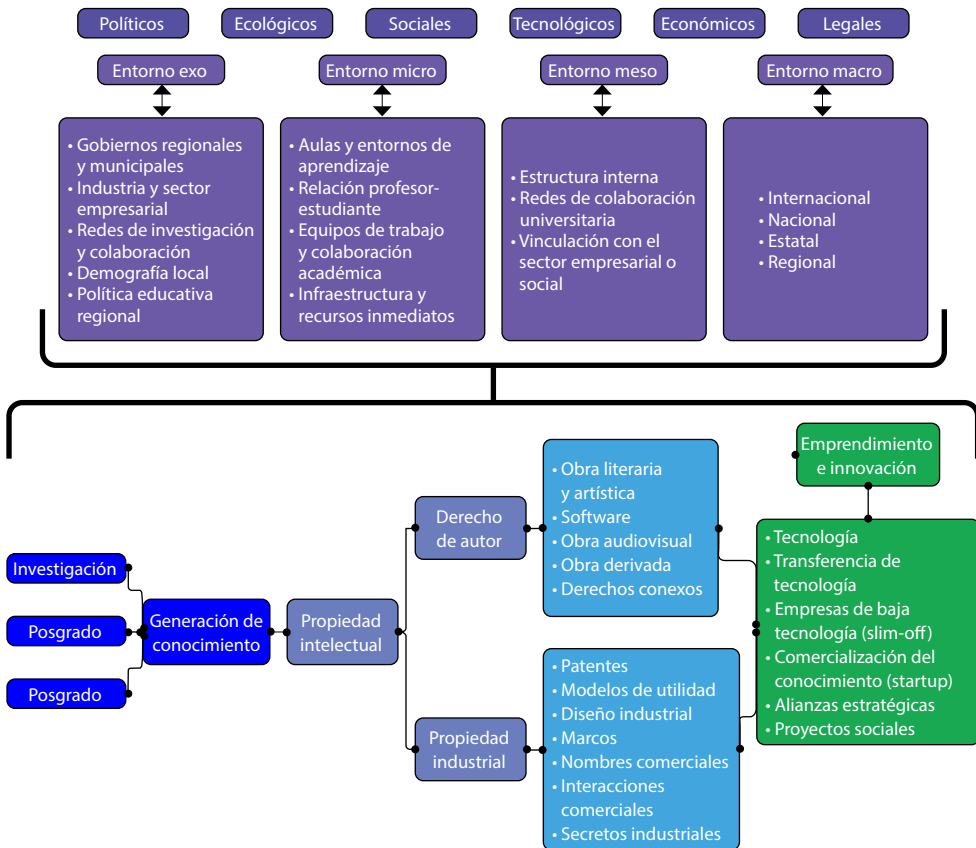 Políticos
Ecológicos
Sociales
Tecnológicos
Económicos
Legales
Entorno exo
Entorno micro
Entorno meso
Entorno macro
• Gobiernos regionales
y municipales
• Industria y sector
empresarial
• Redes de investigación
y colaboración
• Demografía local
• Política educativa
regional
• Aulas y entornos de
aprendizaje
• Relación profesor-
estudiante
• Equipos de trabajo
y colaboración
académica
• Infraestructura y
recursos inmediatos
• Estructura interna
• Redes de colaboración
universitaria
• Vinculación con el
sector empresarial o
social
• Internacional
• Nacional
• Estatal
• Regional
Investigación
Posgrado
Posgrado
Generación de
conocimiento
Propiedad
intelectual
Derecho
de autor
Propiedad
industrial
• Obra literaria
y artística
• Software
• Obra audiovisual
• Obra derivada
• Derechos conexos
• Patentes
• Modelos de utilidad
• Diseño industrial
• Marcos
• Nombres comerciales
• Interacciones
comerciales
• Secretos industriales
Emprendimiento
e innovación
• Tecnología
• Transferencia de
tecnología
• Empresas de baja
tecnología (slim-off)
• Comercialización del
conocimiento (startup)
• Alianzas estratégicas
• Proyectos sociales